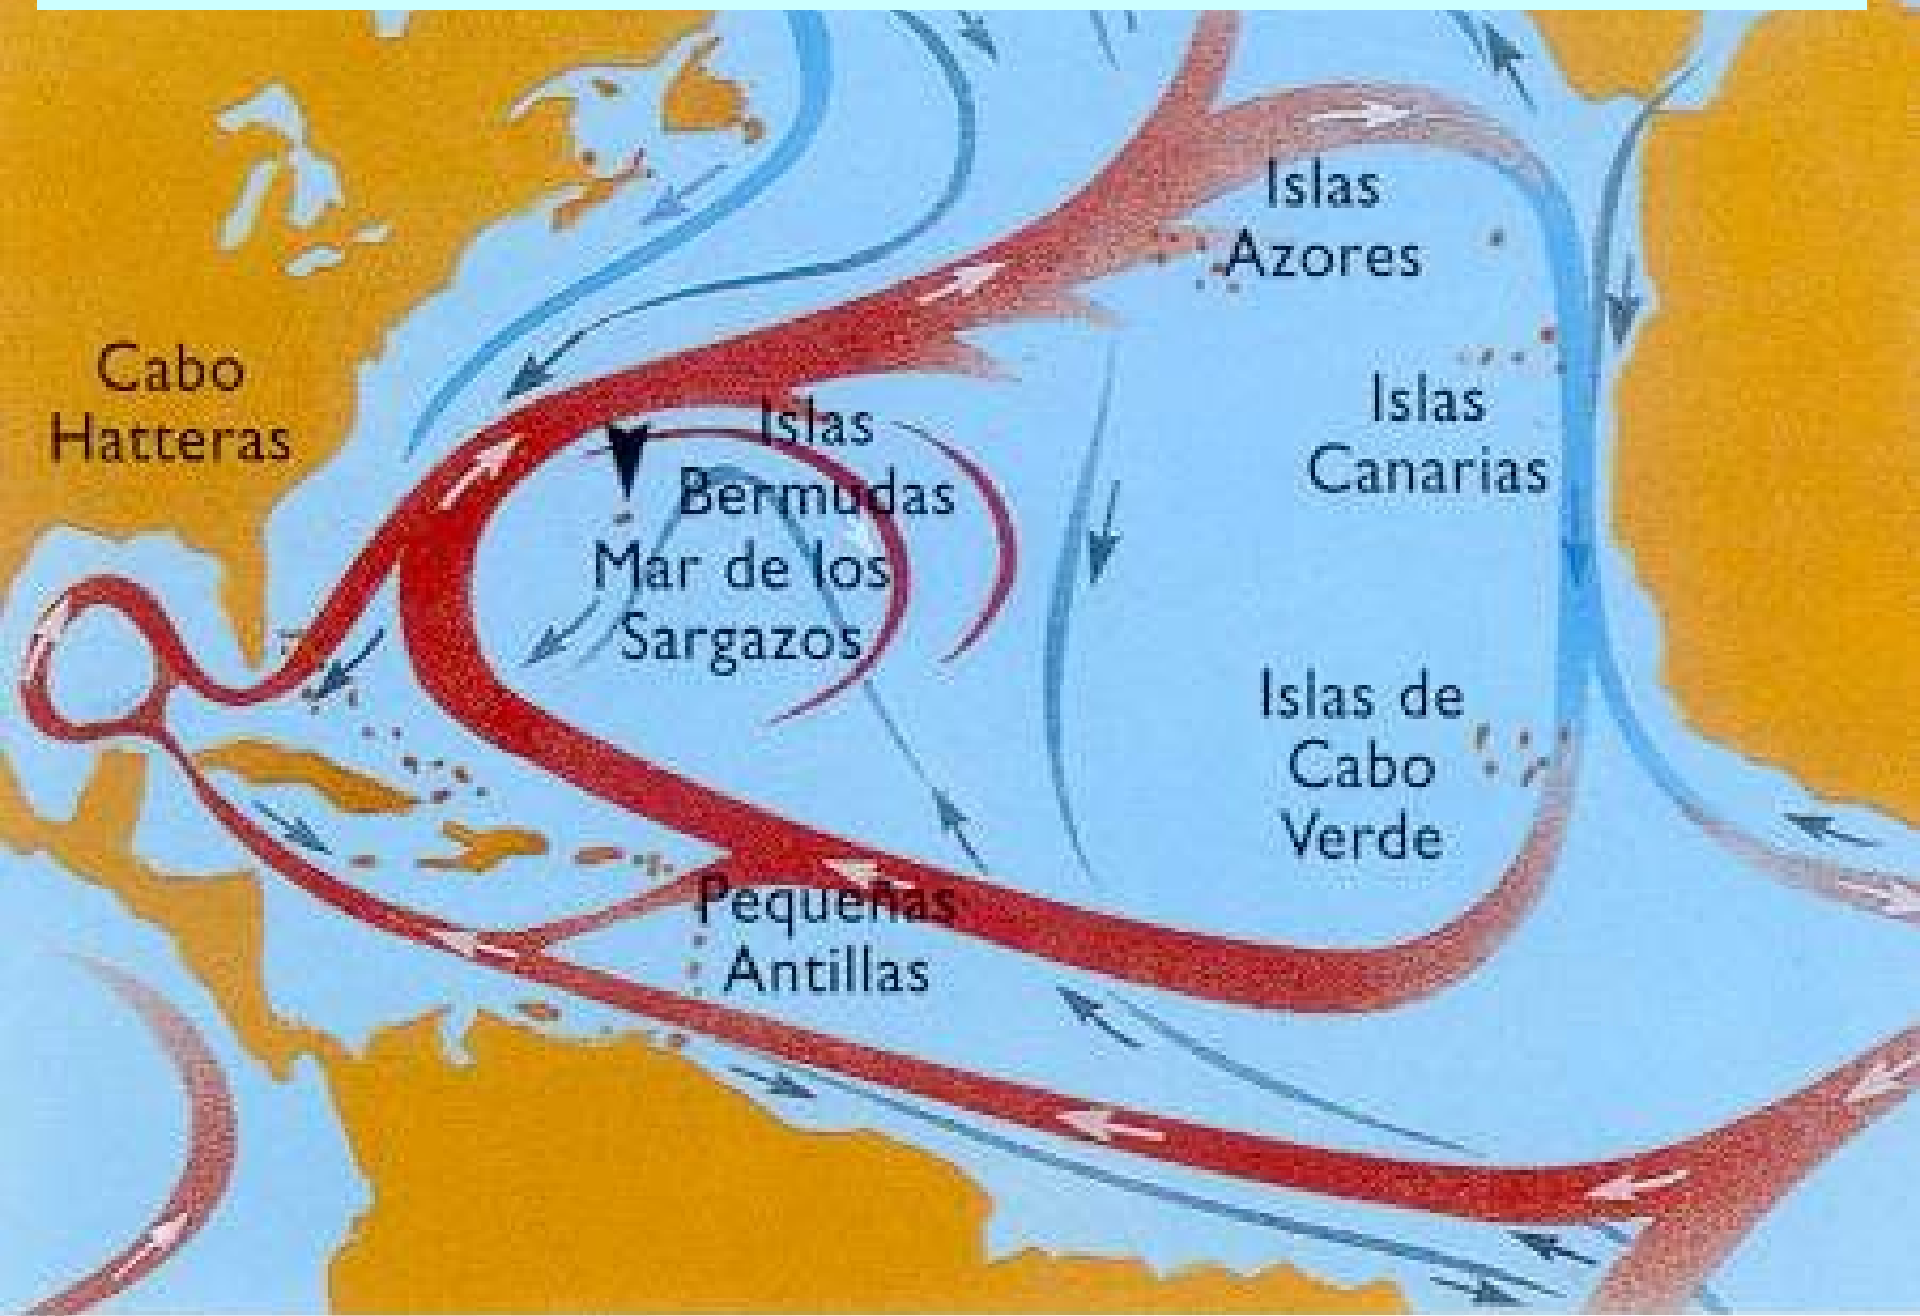 Islas
Azores
Cabo
Hatteras
Islas
Canarias
Islas
Bermudas
Mar de los
Sargazos
Islas de
Cabo
Verde
Pequeñas
Antillas